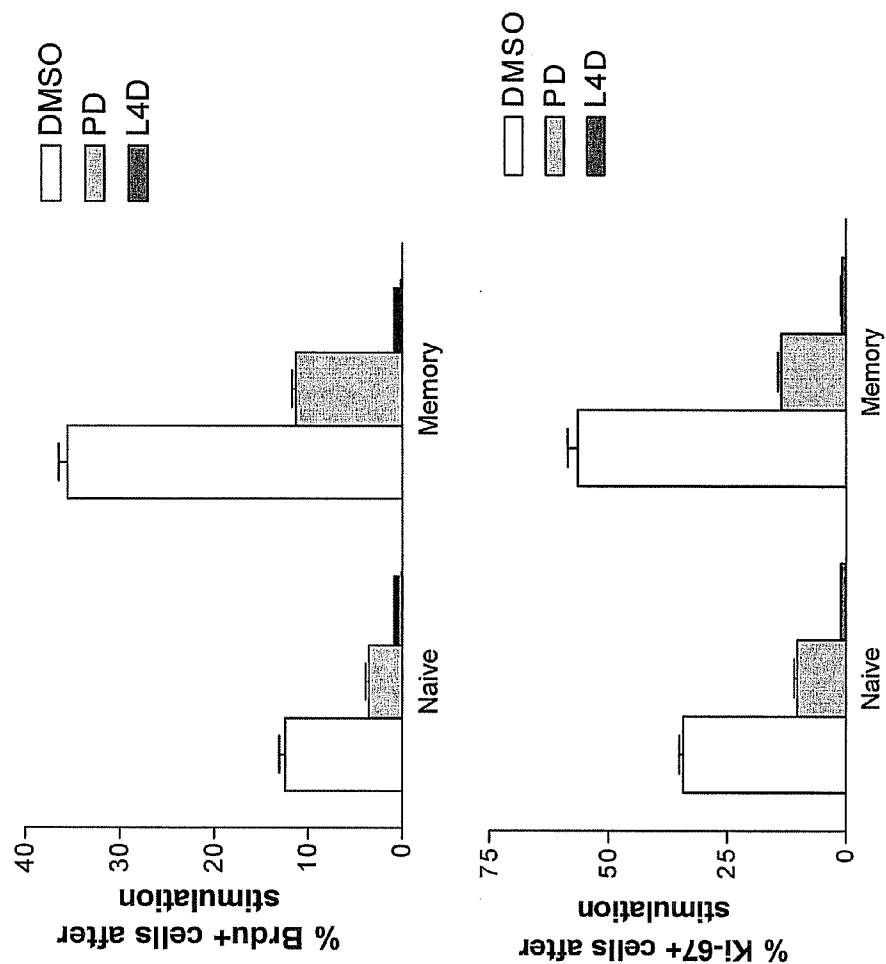 % Brdu+ cells after
stimulation
40
30
20
10
0
Naive
Memory
DMSO
PD
L4D
% Ki-67+ cells after
stimulation
75
50
25
0
Naive
Memory
DMSO
PD
L4D